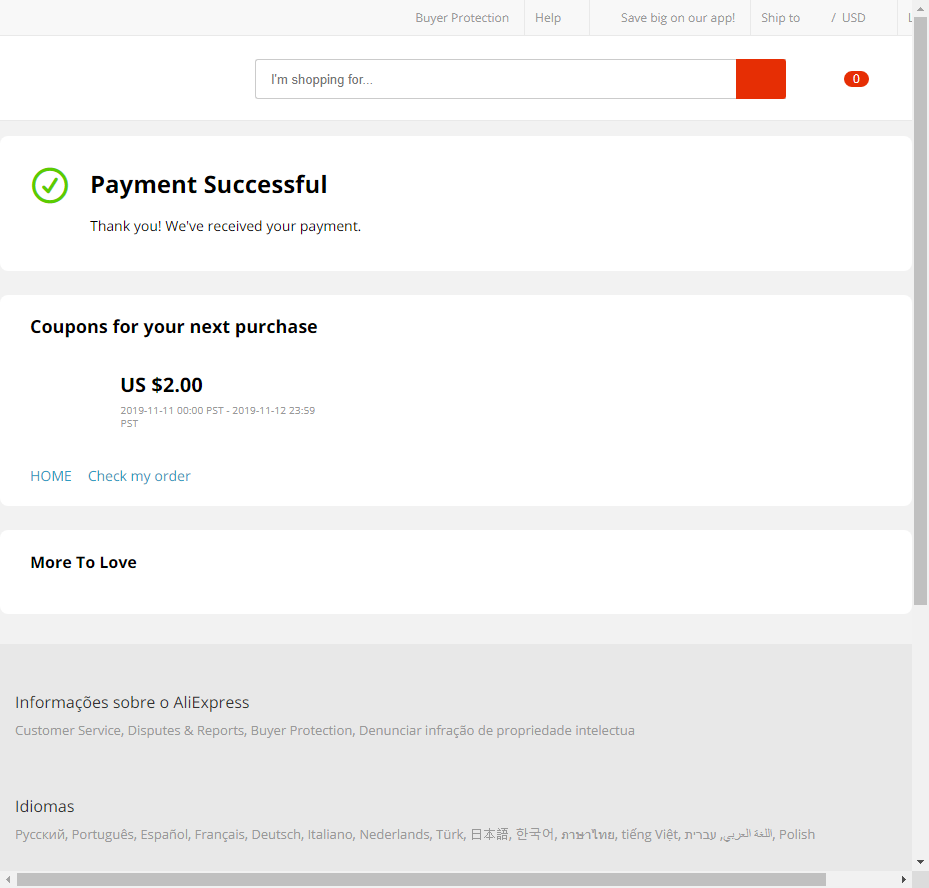 Buyer Protection Help Save big on our app! Ship to / USD
I'm shopping for... 0
Payment Successful
Thank you! We've received your payment.
Coupons for your next purchase
US $2.00
2019-11-11 00:00 PST - 2019-11-12 23:59
PST
HOME Check my order
More To Love
Informações sobre o AliExpress
Customer Service, Disputes & Reports, Buyer Protection, Denunciar infração de propriedade intelectua
Idiomas
Русский, Português, Español, Français, Deutsch, Italiano, Nederlands, Türk, 日本語, 한국어, ภาษาไทย, tiếng Việt, اللغة العربي, עברית, Polish